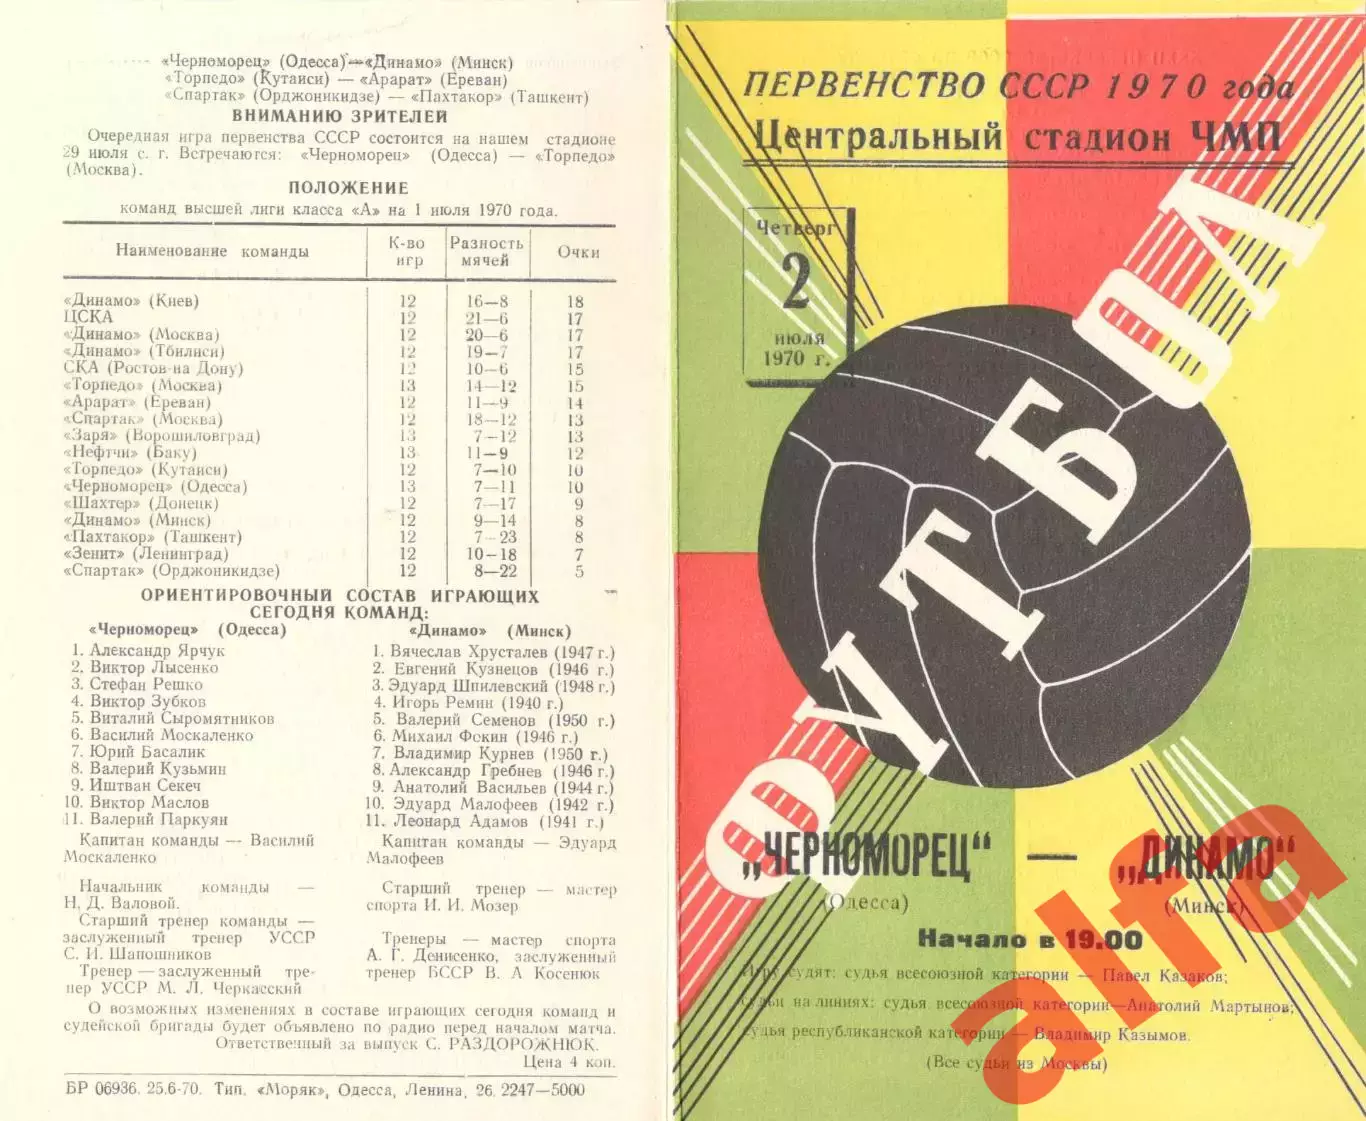 «Черноморец» (Одесса) — «Динамо» (Минск)
«Торпедо» (Кутаиси) — «Арарат» (Ереван)
«Спартак» (Орджоникидзе) — «Пахтакор» (Ташкент)
ВНИМАНИЮ ЗРИТЕЛЕЙ
Очередная игра первенства СССР состоится на нашем стадионе
29 июля с. г. Встречаются: «Черноморец» (Одесса) — «Торпедо»
(Москва).
ПОЛОЖЕНИЕ
команд высшей лиги класса «А» на 1 июля 1970 года.
Наименование команды К-во игр Разность мячей Очки
«Динамо» (Киев) 12 16—8 18
ЦСКА 12 21—6 17
«Динамо» (Москва) 12 20—6 17
«Динамо» (Тбилиси) 12 19—7 17
СКА (Ростов-на Дону) 12 10—6 15
«Торпедо» (Москва) 13 14—12 15
«Арарат» (Ереван) 12 11—9 14
«Спартак» (Москва) 12 18—12 13
«Заря» (Ворошиловград) 13 7—12 13
«Нефтчи» (Баку) 13 11—9 12
«Торпедо» (Кутаиси) 12 7—10 10
«Черноморец» (Одесса) 13 7—11 10
«Шахтер» (Донецк) 12 7—17 9
«Динамо» (Минск) 12 9—14 8
«Пахтакор» (Ташкент) 12 7—23 8
«Зенит» (Ленинград) 12 10—18 7
«Спартак» (Орджоникидзе) 12 8—22 5
ОРИЕНТИРОВОЧНЫЙ СОСТАВ ИГРАЮЩИХ
СЕГОДНЯ КОМАНД:
«Черноморец» (Одесса)
1. Александр Ярчук
2. Виктор Лысенко
3. Стефан Решко
4. Виктор Зубков
5. Виталий Сыромятников
6. Василий Москаленко
7. Юрий Басалик
8. Валерий Кузьмин
9. Иштван Секеч
10. Виктор Маслов
11. Валерий Паркуян
Капитан команды — Василий
Москаленко
Начальник команды —
Н. Д. Валовой.
Старший тренер команды —
заслуженный тренер УССР
С. И. Шапошников
Тренер — заслуженный тре-
нер УССР М. Л. Черкасский
«Динамо» (Минск)
1. Вячеслав Хрусталев (1947 г.)
2. Евгений Кузнецов (1946 г.)
3. Эдуард Шпилевский (1948 г.)
4. Игорь Ремин (1940 г.)
5. Валерий Семенов (1950 г.)
6. Михаил Фокин (1946 г.)
7. Владимир Курнев (1950 г.)
8. Александр Гребнев (1946 г.)
9. Анатолий Васильев (1944 г.)
10. Эдуард Малофеев (1942 г.)
11. Леонард Адамов (1941 г.)
Капитан команды — Эдуард
Малофеев
Старший тренер — мастер
спорта И. И. Мозер
Тренеры — мастер спорта
А. Г. Денисенко, заслуженный
тренер БССР В. А Косенюк
О возможных изменениях в составе играющих сегодня команд и
судейской бригады будет объявлено по радио перед началом матча.
Ответственный за выпуск С. РАЗДОРОЖНЮК.
Цена 4 коп.
БР 06936. 25.6-70. Тип. «Моряк», Одесса, Ленина, 26. 2247—5000
ПЕРВЕНСТВО СССР 1970 года
Центральный стадион ЧМП
Четверг
2
июля
1970 г.
ФУТБОЛ
„ЧЕРНОМОРЕЦ“ — „ДИНАМО“
(Одесса) (Минск)
Начало в 19.00
Игру судят: судья всесоюзной категории — Павел Казаков;
судьи на линиях: судья всесоюзной категории—Анатолий Мартынов;
судья республиканской категории — Владимир Казымов.
(Все судьи из Москвы)
alfa